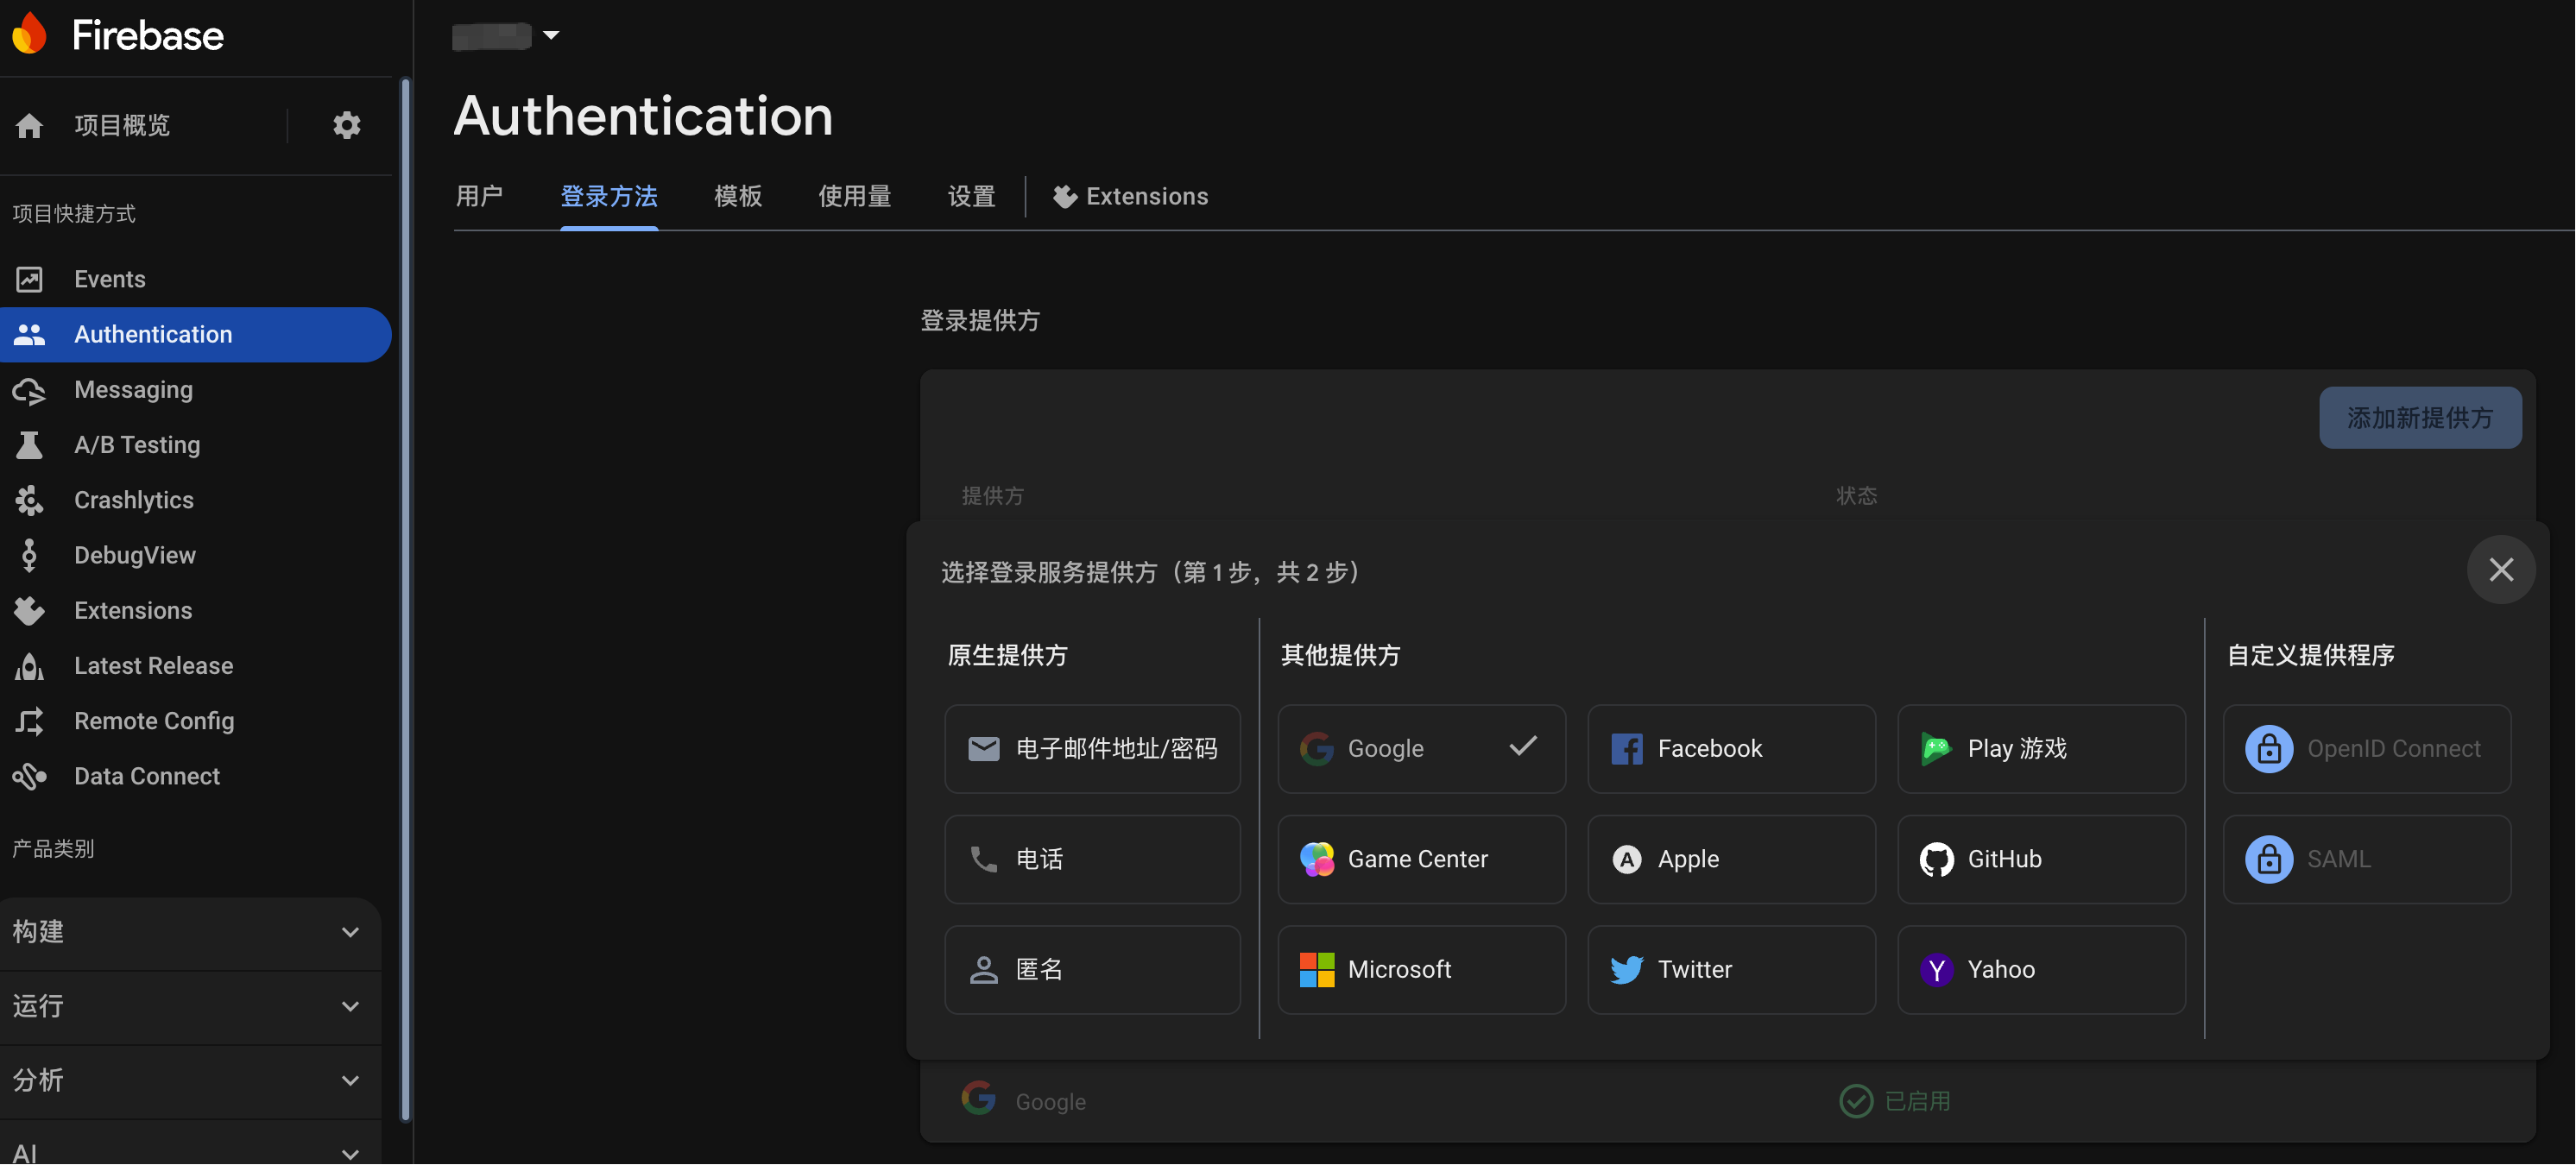 Firebase
项目概览
项目快捷方式
Events
Authentication
Messaging
A/B Testing
Crashlytics
DebugView
Extensions
Latest Release
Remote Config
Data Connect
产品类别
构建
运行
分析
AI
Authentication
用户 登录方法 模板 使用量 设置 Extensions
登录提供方
添加新提供方
提供方 状态
选择登录服务提供方（第 1 步，共 2 步）
原生提供方 其他提供方 自定义提供程序
电子邮件地址/密码 Google Facebook Play 游戏 OpenID Connect
电话 Game Center Apple GitHub SAML
匿名 Microsoft Twitter Yahoo
Google 已启用